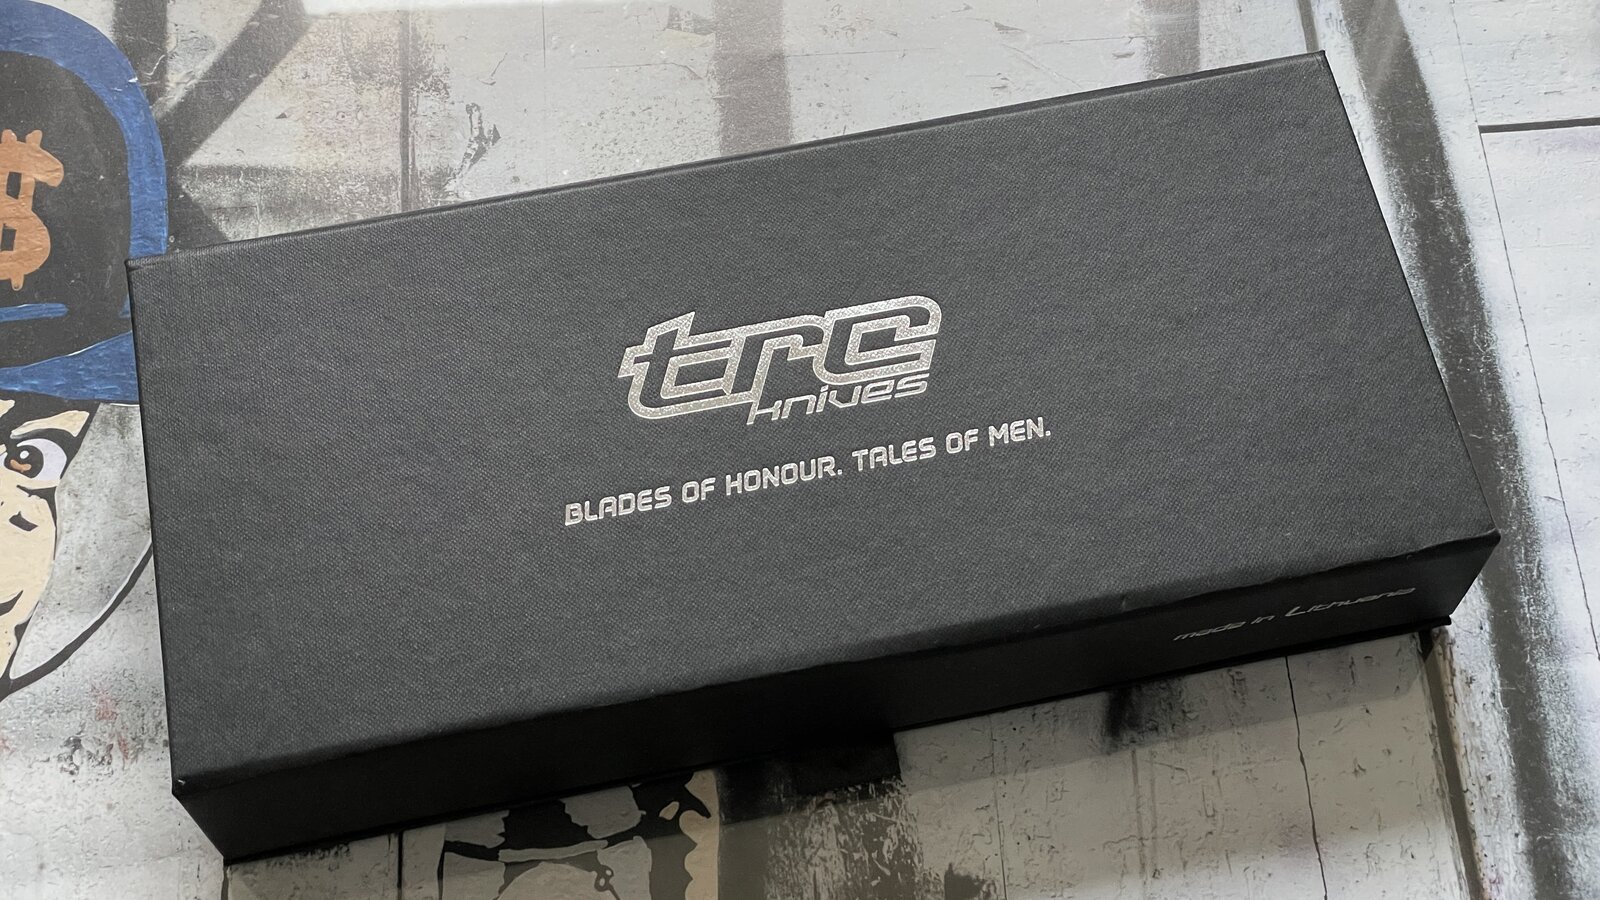 trc
knives
BLADES OF HONOUR. TALES OF MEN.
made in Lithuania
$